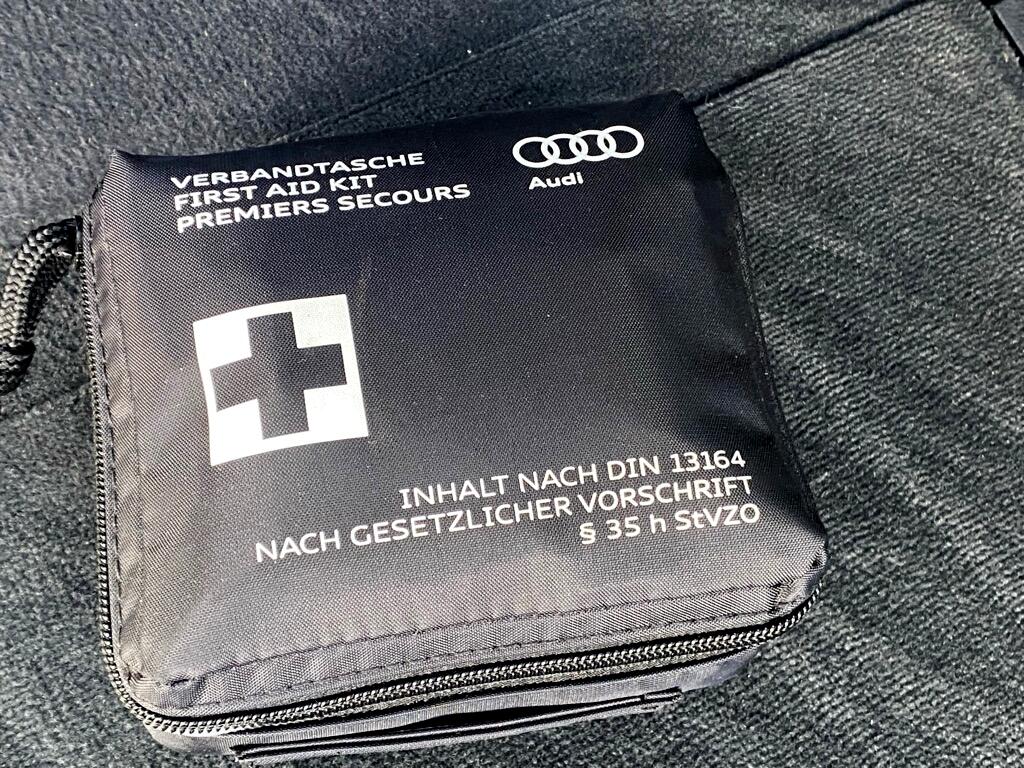 VERBANDTASCHE
FIRST AID KIT
PREMIERS SECOURS
Audi
INHALT NACH DIN 13164
NACH GESETZLICHER VORSCHRIFT
§ 35 h StVZO